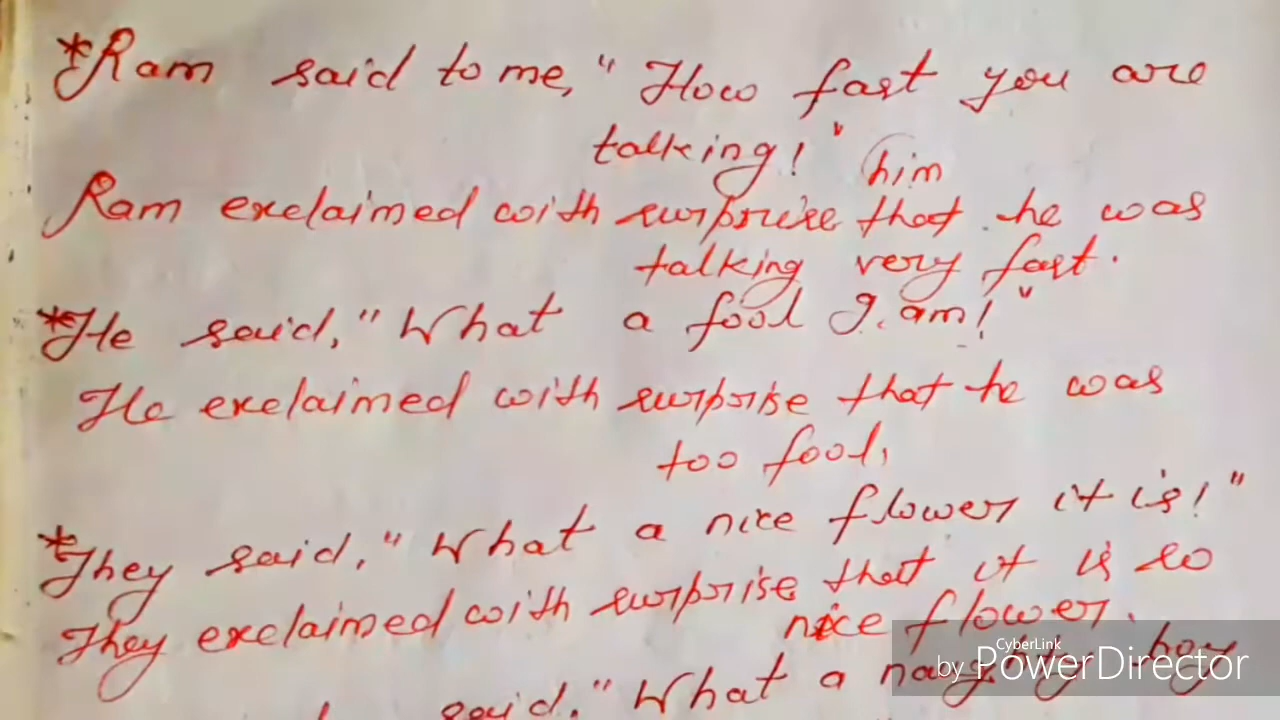 *Ram said to me, "How fast you are
talking!" him
Ram exclaimed with surprise that he was
talking very fast.
*He said, "What a fool I am!"
He exclaimed with surprise that he was
too fool,
*They said, "What a nice flower it is!"
They exclaimed with surprise that it is so
nice flower.
said, "What a naughty boy
CyberLink
by PowerDirector